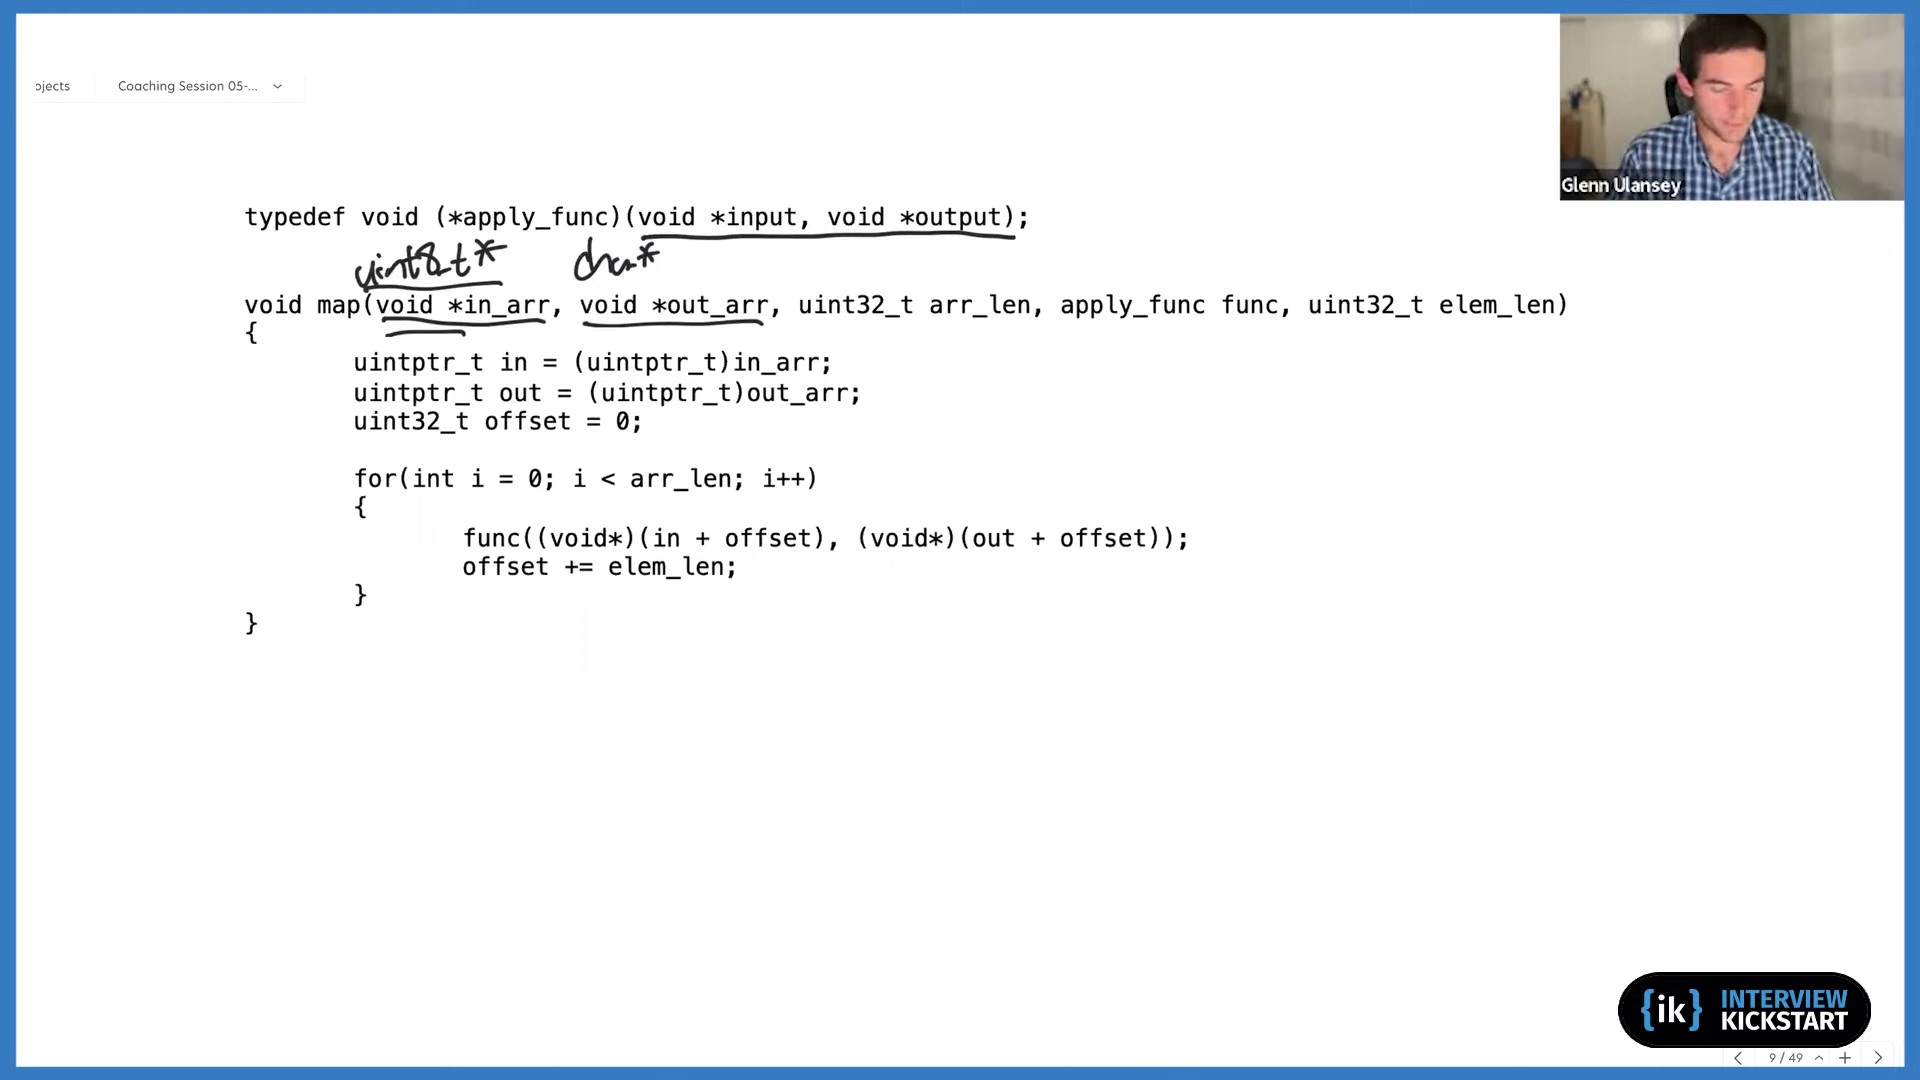 ojects
Coaching Session 05-...
Glenn Ulansey
typedef void (*apply_func)(void *input, void *output);
uint8_t* char*
void map(void *in_arr, void *out_arr, uint32_t arr_len, apply_func func, uint32_t elem_len)
{
uintptr_t in = (uintptr_t)in_arr;
uintptr_t out = (uintptr_t)out_arr;
uint32_t offset = 0;
for(int i = 0; i < arr_len; i++)
{
func((void*)(in + offset), (void*)(out + offset));
offset += elem_len;
}
}
{ik} INTERVIEW
KICKSTART
9 / 49